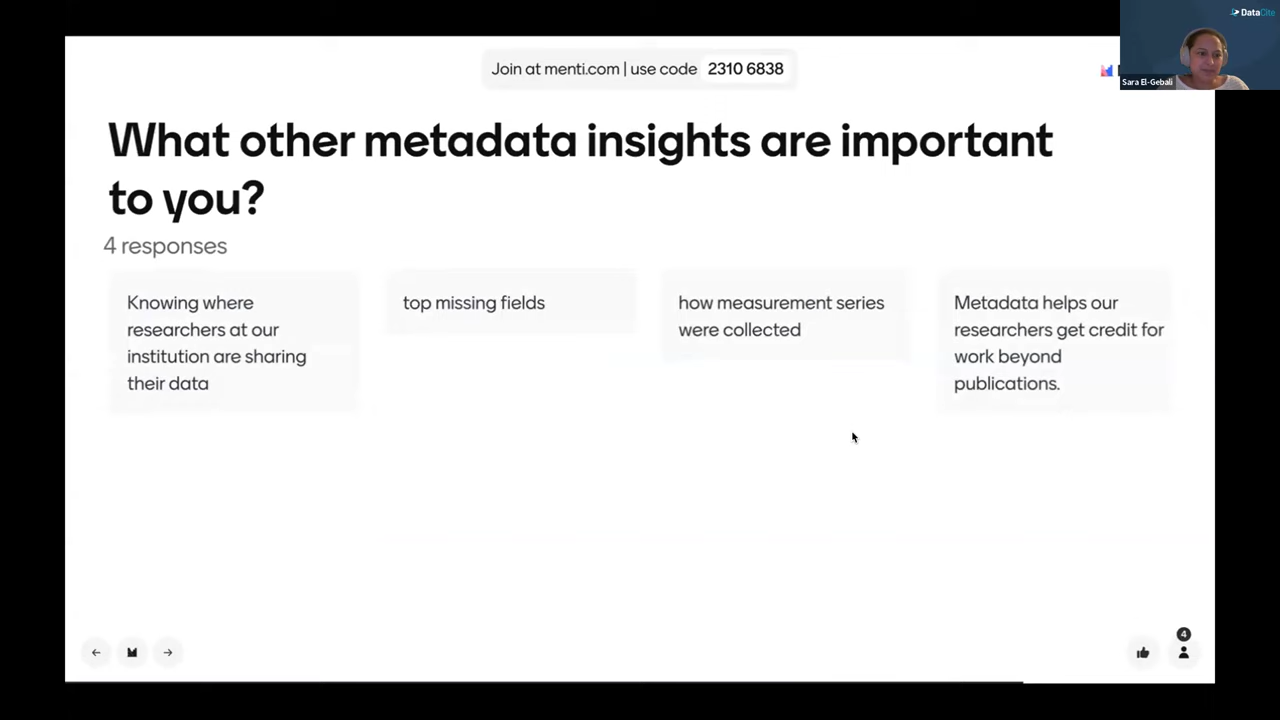 DataCite
Sara El-Gebali
Join at menti.com | use code 2310 6838
What other metadata insights are important
to you?
4 responses
Knowing where
researchers at our
institution are sharing
their data
top missing fields
how measurement series
were collected
Metadata helps our
researchers get credit for
work beyond
publications.
4